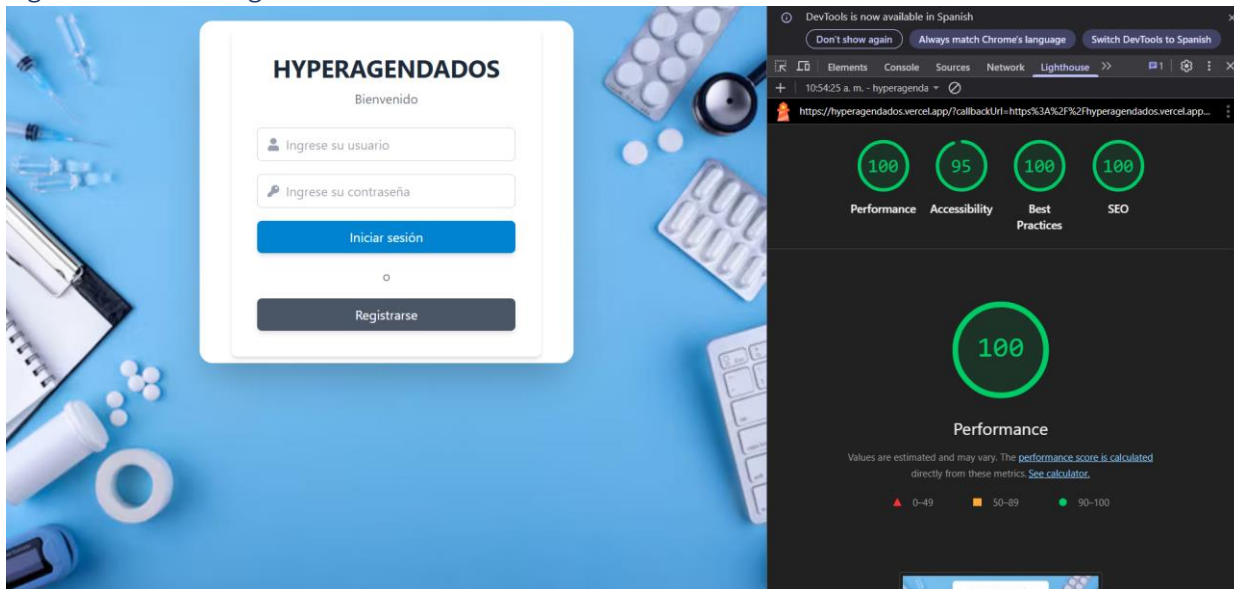 HYPERAGENDADOS
Bienvenido
Ingrese su usuario
Ingrese su contraseña
Iniciar sesión
o
Registrarse
DevTools is now available in Spanish
Don't show again Always match Chrome's language Switch DevTools to Spanish
Elements Console Sources Network Lighthouse 1
10:54:25 a. m. - hyperagenda
https://hyperagendados.vercel.app/?callbackUrl=https%3A%2F%2Fhyperagendados.vercel.app...
100 95 100 100
Performance Accessibility Best Practices SEO
100
Performance
Values are estimated and may vary. The performance score is calculated
directly from these metrics. See calculator.
0–49 50–89 90–100